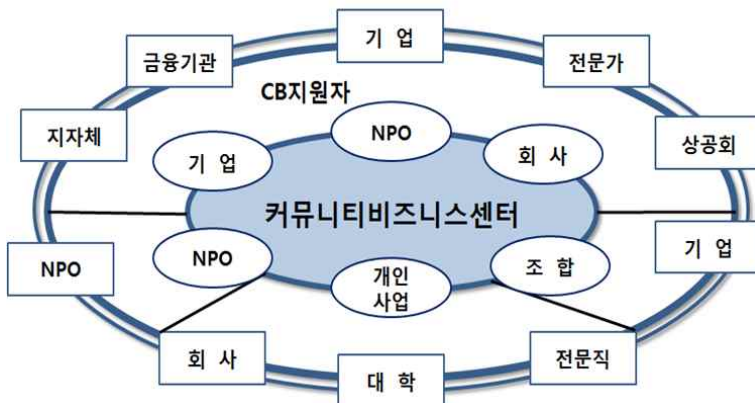 기 업
금융기관
전문가
CB지원자
지자체
NPO
상공회
기 업
회 사
커뮤니티비즈니스센터
NPO
NPO
조 합
기 업
개인
사업
회 사
전문직
대 학